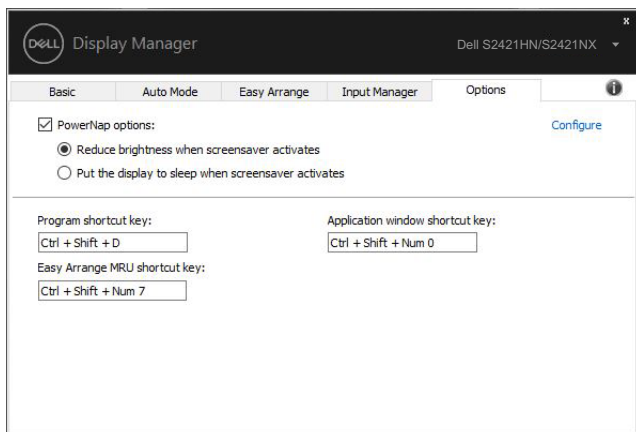 x
DELL Display Manager
Dell S2421HN/S2421NX
Basic Auto Mode Easy Arrange Input Manager Options
PowerNap options:
Configure
Reduce brightness when screensaver activates
Put the display to sleep when screensaver activates
Program shortcut key:
Application window shortcut key:
Ctrl + Shift + D
Ctrl + Shift + Num 0
Easy Arrange MRU shortcut key:
Ctrl + Shift + Num 7